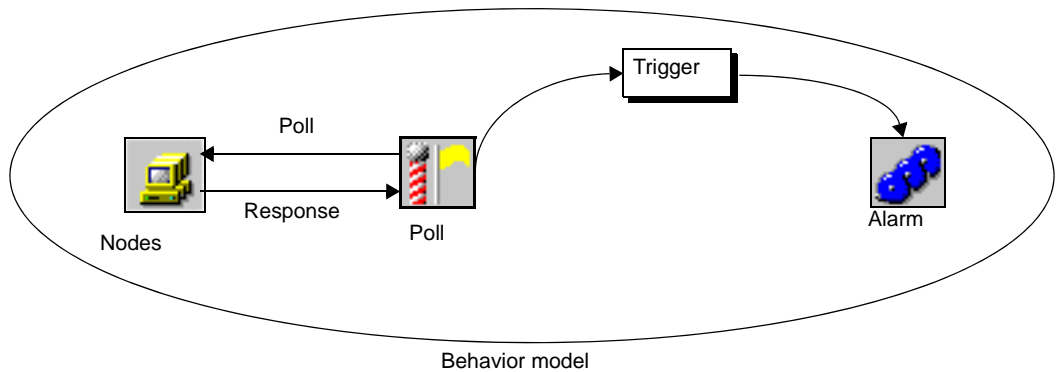 Trigger
Poll
Response
Nodes
Poll
Alarm
Behavior model